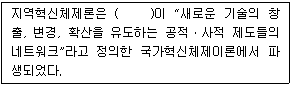 지역혁신체제론은 (      )이 “새로운 기술의 창
출, 변경, 확산을 유도하는 공적·사적 제도들의
네트워크”라고 정의한 국가혁신체제이론에서 파
생되었다.